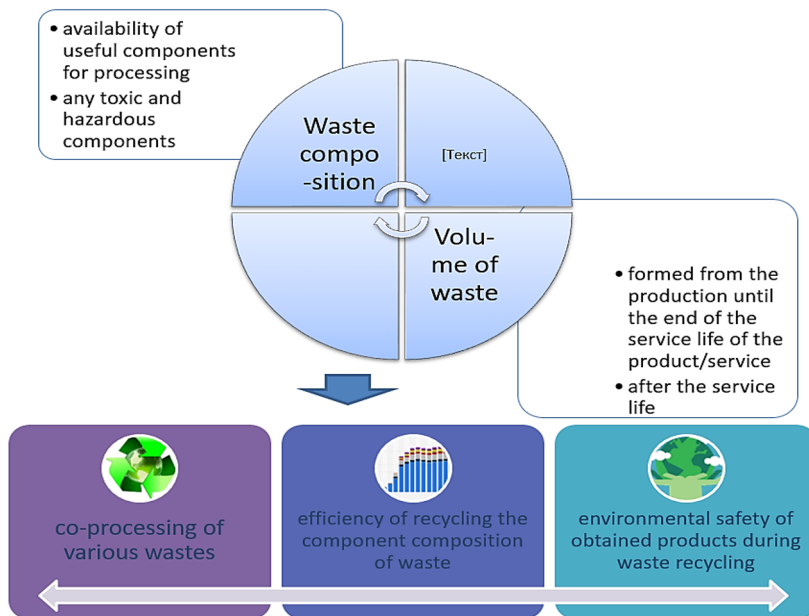 • availability of
useful components
for processing
• any toxic and
hazardous
components
Waste
compo
-sition
[Текст]
Volu-
me of
waste
• formed from the
production until
the end of the
service life of the
product/service
• after the service
life
co-processing of
various wastes
efficiency of recycling the
component composition
of waste
environmental safety of
obtained products during
waste recycling